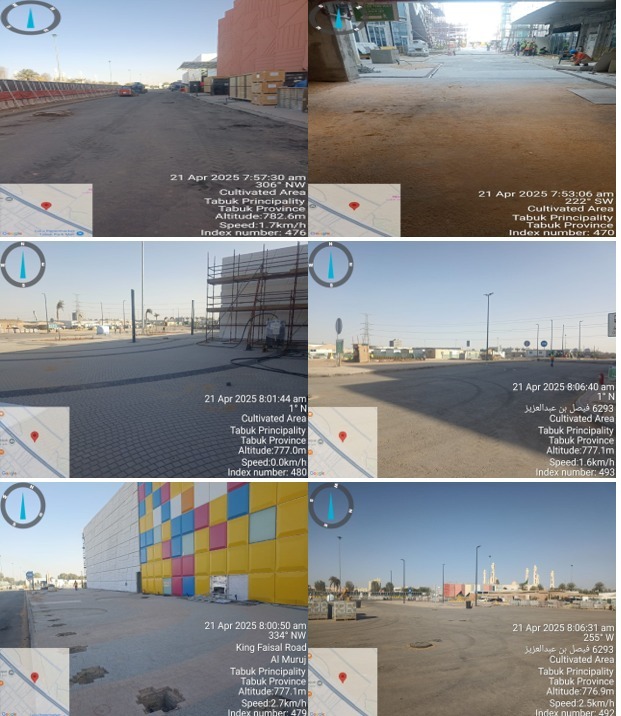 21 Apr 2025 7:57:30 am
306° NW
Cultivated Area
Tabuk Principality
Tabuk Province
Altitude:782.6m
Speed:1.7km/h
Index number: 476
21 Apr 2025 7:53:06 am
222° SW
Cultivated Area
Tabuk Principality
Tabuk Province
Index number: 470
21 Apr 2025 8:01:44 am
1° N
Cultivated Area
Tabuk Principality
Tabuk Province
Altitude:777.0m
Speed:0.0km/h
Index number: 480
21 Apr 2025 8:06:40 am
1° N
6293 فيصل بن عبدالعزيز
Cultivated Area
Tabuk Principality
Tabuk Province
Altitude:777.1m
Speed:1.6km/h
Index number: 493
21 Apr 2025 8:00:50 am
334° NW
King Faisal Road
Al Muruj
Tabuk Principality
Tabuk Province
Altitude:777.1m
Speed:2.7km/h
Index number: 479
21 Apr 2025 8:06:31 am
255° W
6293 فيصل بن عبدالعزيز
Cultivated Area
Tabuk Principality
Tabuk Province
Altitude:776.9m
Speed:2.5km/h
Index number: 492